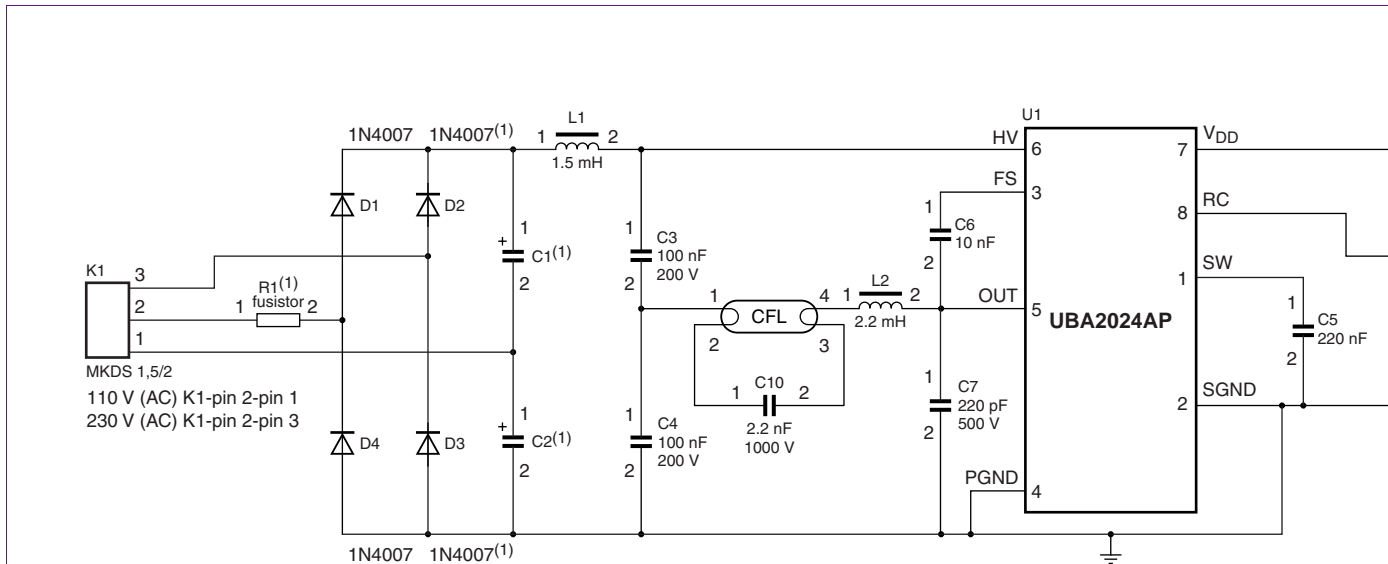 U1
1N4007 1N4007(1)
L1
1 2
1.5 mH
HV
6
VDD
7
FS
3
D1
D2
RC
8
1
C6
10 nF
2
1
C3
100 nF
200 V
2
+
1
C1(1)
2
SW
1
1
C5
220 nF
2
K1
3
2
1
R1(1)
fusistor
1 2
L2
1 2
2.2 mH
OUT
5
UBA2024AP
1
4
CFL
2
3
MKDS 1,5/2
110 V (AC) K1-pin 2-pin 1
230 V (AC) K1-pin 2-pin 3
C10
1 2
2.2 nF
1000 V
1
C7
220 pF
500 V
2
SGND
2
D4
D3
+
1
C2(1)
2
1
C4
100 nF
200 V
2
PGND
4
1N4007 1N4007(1)